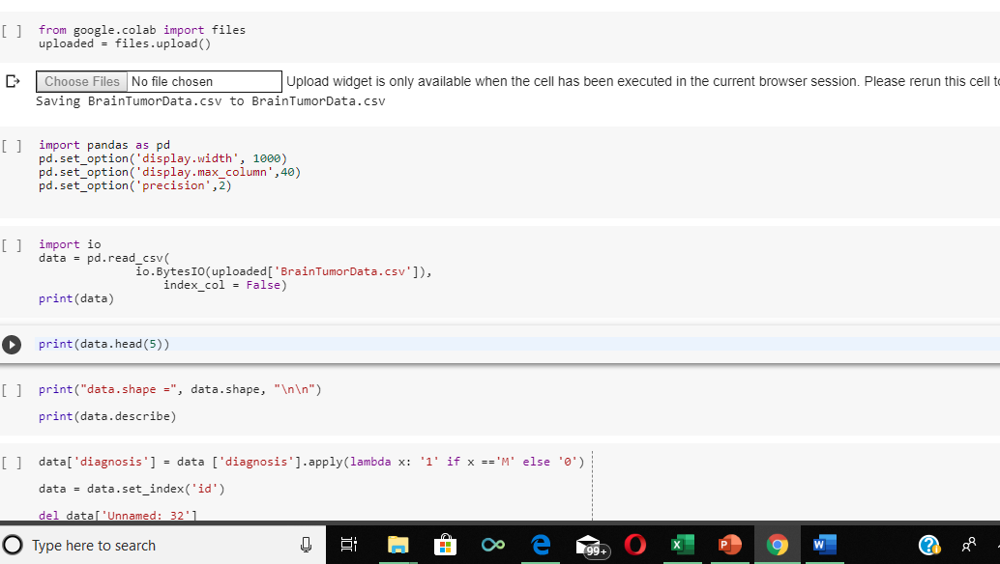 [ ] from google.colab import files
uploaded = files.upload()
Choose Files No file chosen Upload widget is only available when the cell has been executed in the current browser session. Please rerun this cell t
Saving BrainTumorData.csv to BrainTumorData.csv
[ ] import pandas as pd
pd.set_option('display.width', 1000)
pd.set_option('display.max_column',40)
pd.set_option('precision',2)
[ ] import io
data = pd.read_csv(
io.BytesIO(uploaded['BrainTumorData.csv']),
index_col = False)
print(data)
print(data.head(5))
[ ] print("data.shape =", data.shape, "\n\n")
print(data.describe)
[ ] data['diagnosis'] = data ['diagnosis'].apply(lambda x: '1' if x =='M' else '0')
data = data.set_index('id')
del data['Unnamed: 32']
Type here to search
99+
X
P
W
?